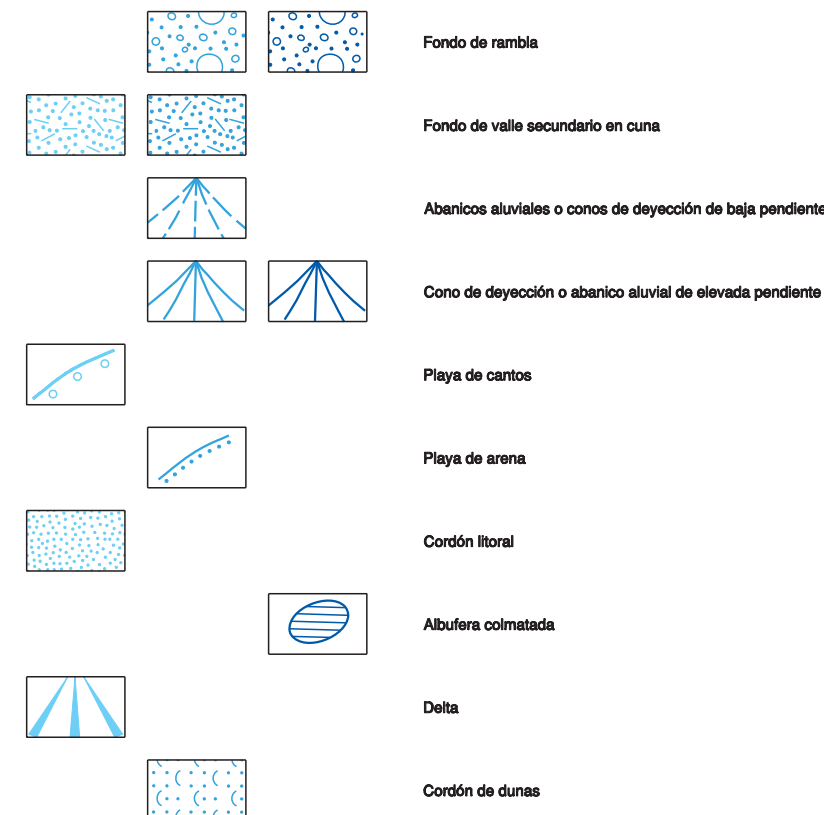 Fondo de rambla
Fondo de valle secundario en cuna
Abanicos aluviales o conos de deyección de baja pendiente
Cono de deyección o abanico aluvial de elevada pendiente
Playa de cantos
Playa de arena
Cordón litoral
Albufera colmatada
Delta
Cordón de dunas